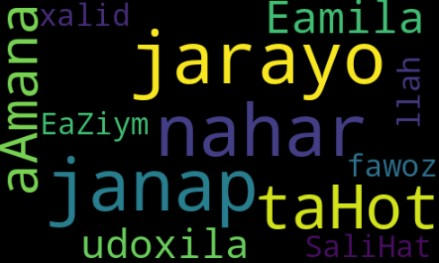 xalid
Eamila
jarayo
aAmana
llah
EaZiym
nahar
fawoz
janap
taHot
udoxila
SaliHat